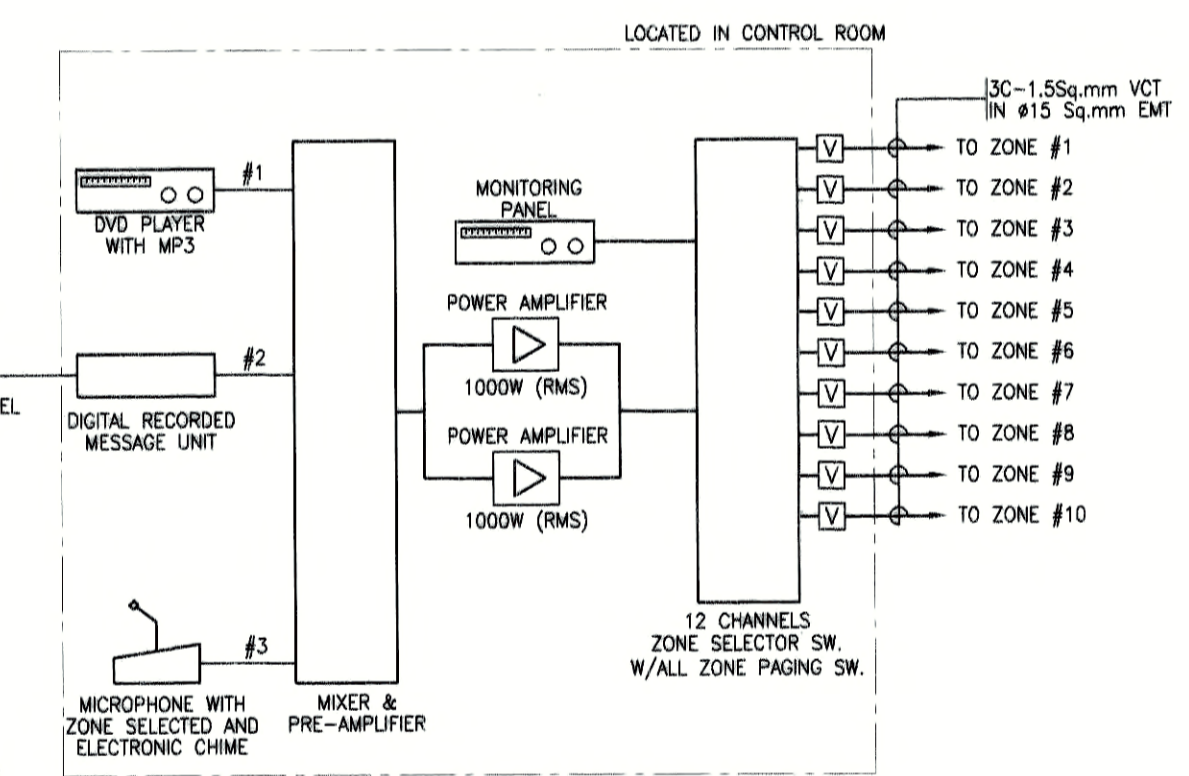 LOCATED IN CONTROL ROOM
3C-1.5Sq.mm VCT
IN ø15 Sq.mm EMT
#1
DVD PLAYER
WITH MP3
MONITORING
PANEL
TO ZONE #1
TO ZONE #2
TO ZONE #3
TO ZONE #4
TO ZONE #5
TO ZONE #6
TO ZONE #7
TO ZONE #8
TO ZONE #9
TO ZONE #10
V
V
V
V
V
V
V
V
V
V
POWER AMPLIFIER
1000W (RMS)
POWER AMPLIFIER
1000W (RMS)
#2
EL
DIGITAL RECORDED
MESSAGE UNIT
#3
MICROPHONE WITH
ZONE SELECTED AND
ELECTRONIC CHIME
MIXER &
PRE-AMPLIFIER
12 CHANNELS
ZONE SELECTOR SW.
W/ALL ZONE PAGING SW.